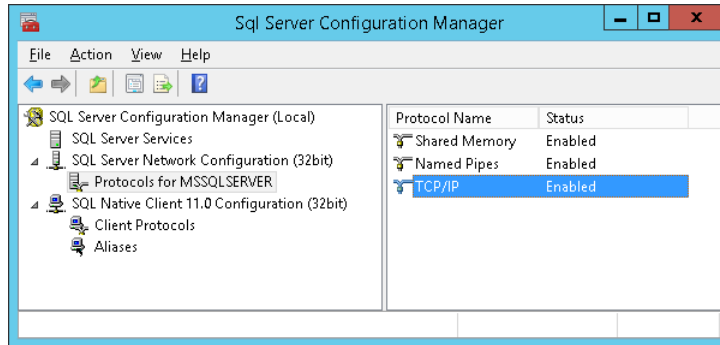 Sql Server Configuration Manager
File Action View Help
SQL Server Configuration Manager (Local)
SQL Server Services
SQL Server Network Configuration (32bit)
Protocols for MSSQLSERVER
SQL Native Client 11.0 Configuration (32bit)
Client Protocols
Aliases
Protocol Name Status
Shared Memory Enabled
Named Pipes Enabled
TCP/IP Enabled